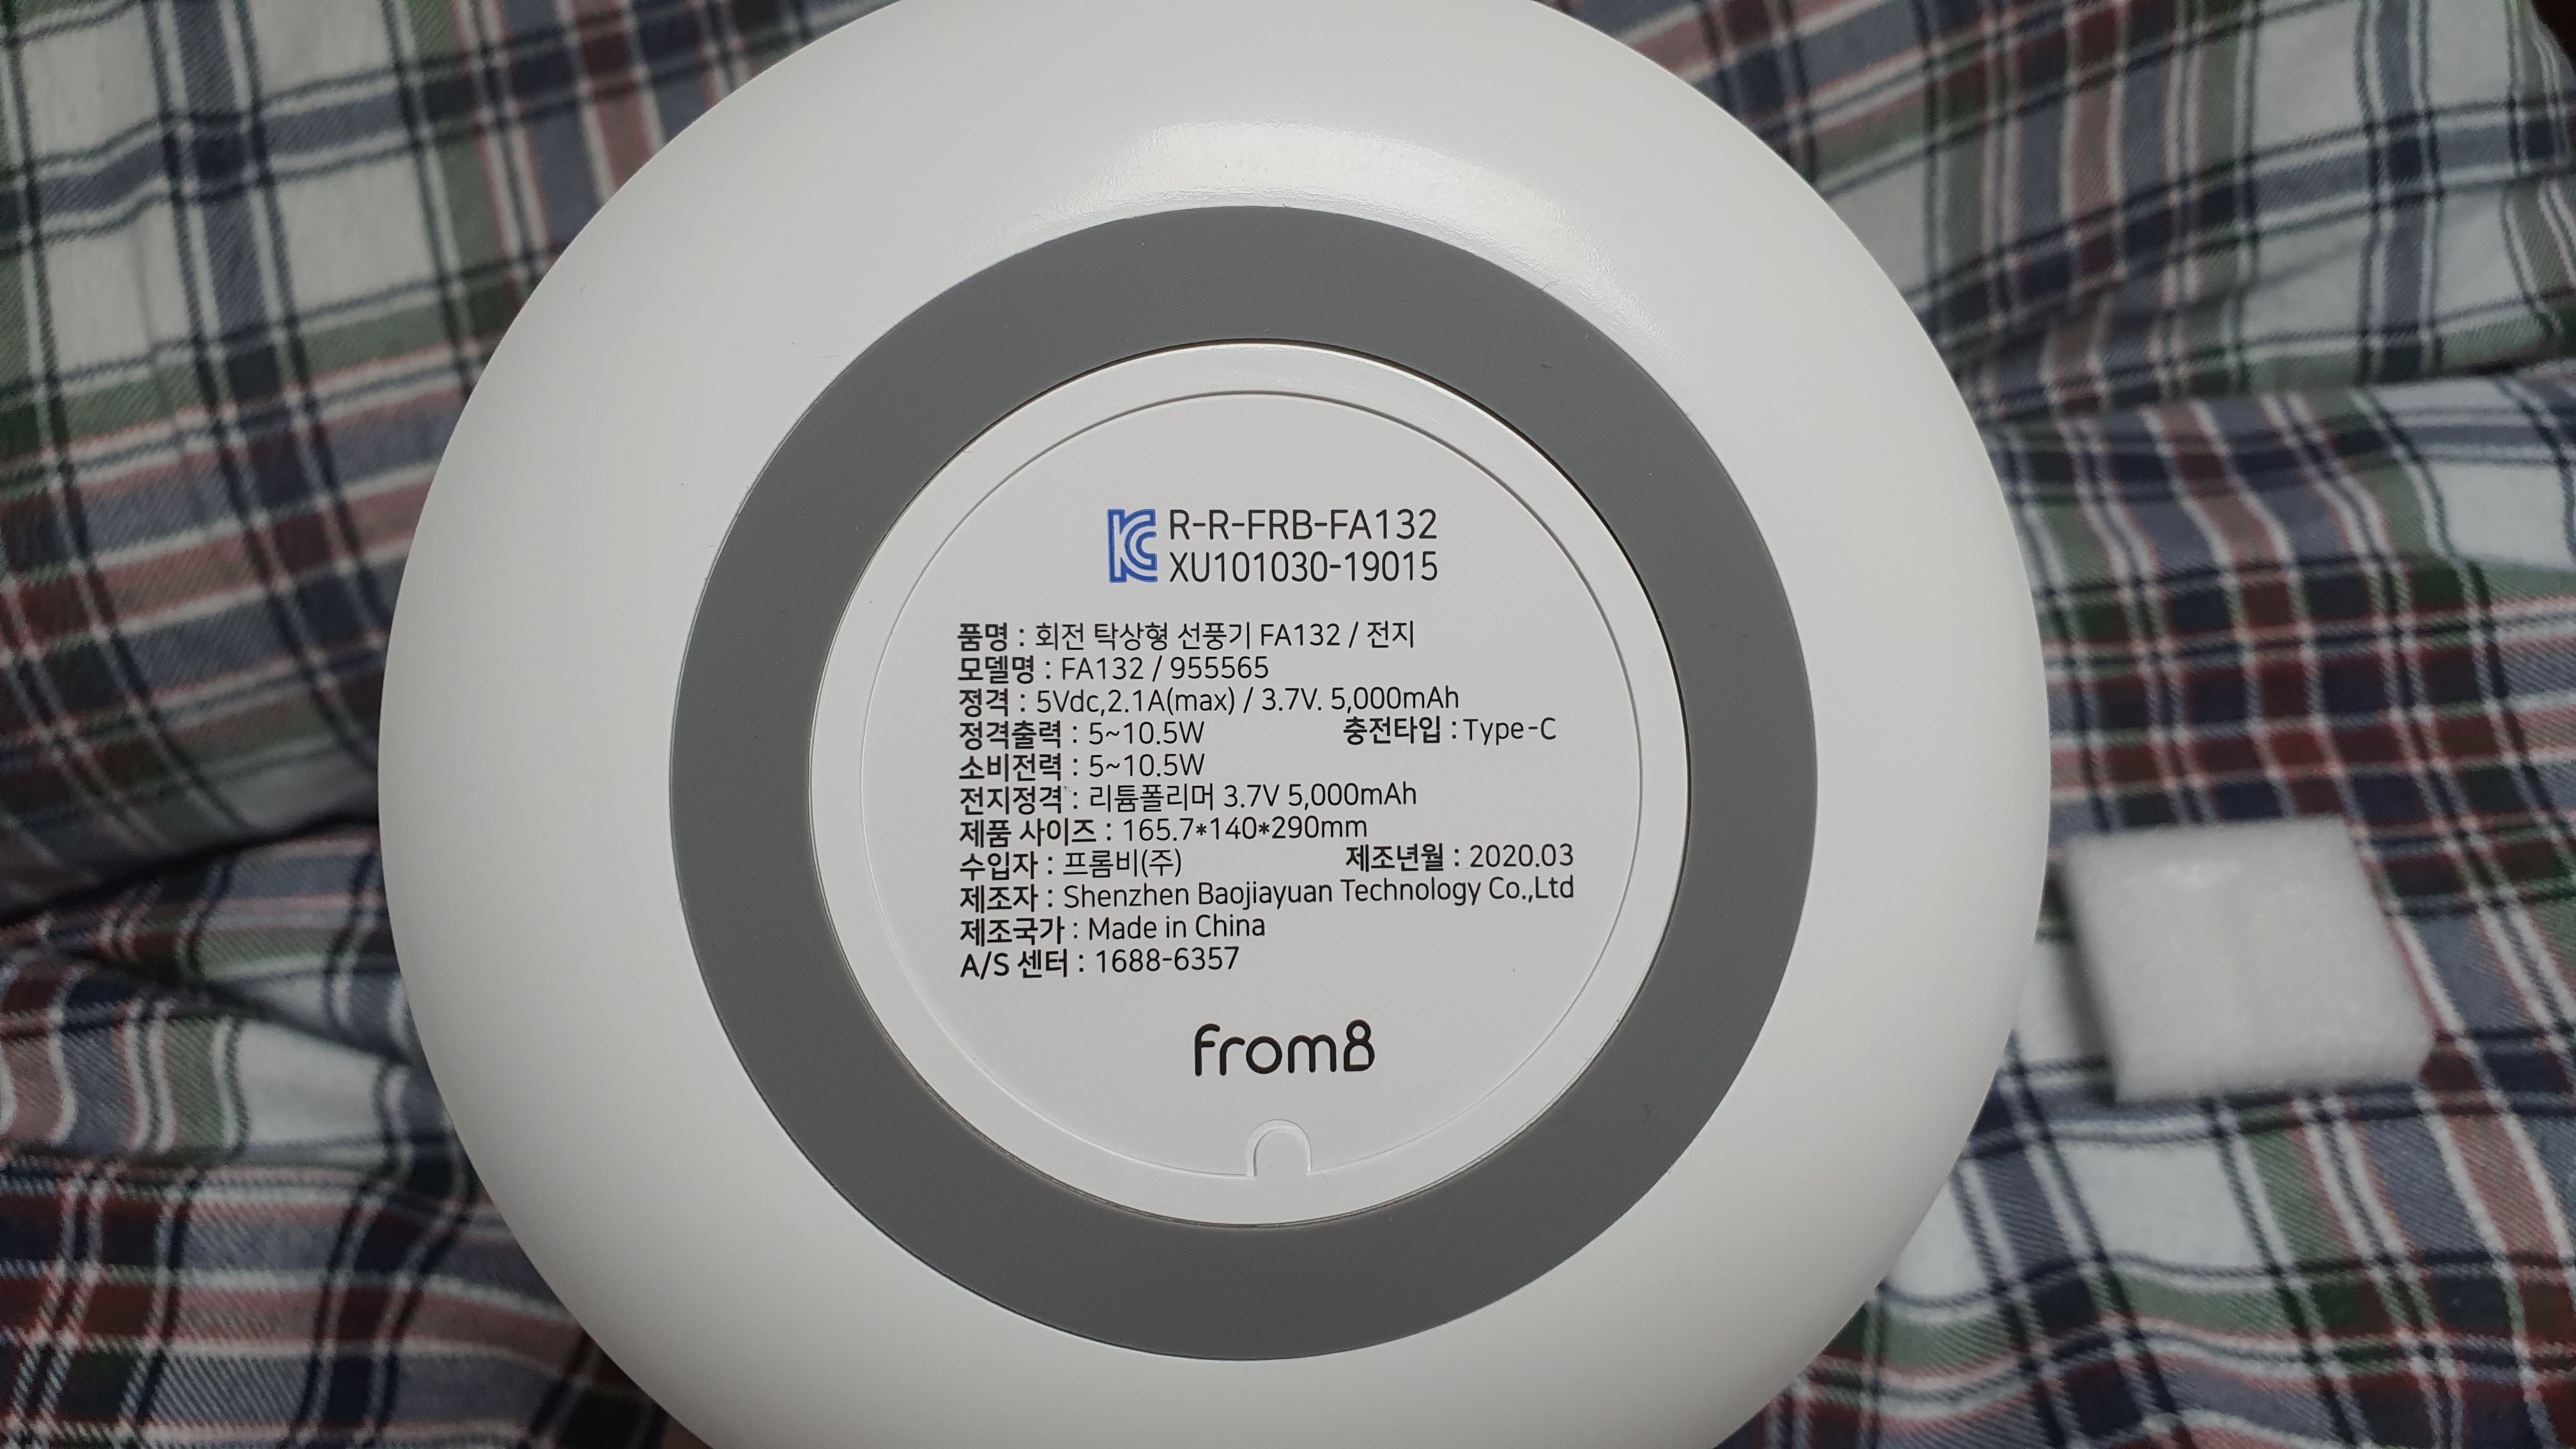 R-R-FRB-FA132
XU101030-19015
품명 : 회전 탁상형 선풍기 FA132 / 전지
모델명 : FA132 / 955565
정격 : 5Vdc,2.1A(max) / 3.7V. 5,000mAh
정격출력 : 5~10.5W 충전타입 : Type-C
소비전력 : 5~10.5W
전지정격 : 리튬폴리머 3.7V 5,000mAh
제품 사이즈 : 165.7*140*290mm
수입자 : 프롬비(주) 제조년월 : 2020.03
제조자 : Shenzhen Baojiayuan Technology Co.,Ltd
제조국가 : Made in China
A/S 센터 : 1688-6357
fromB